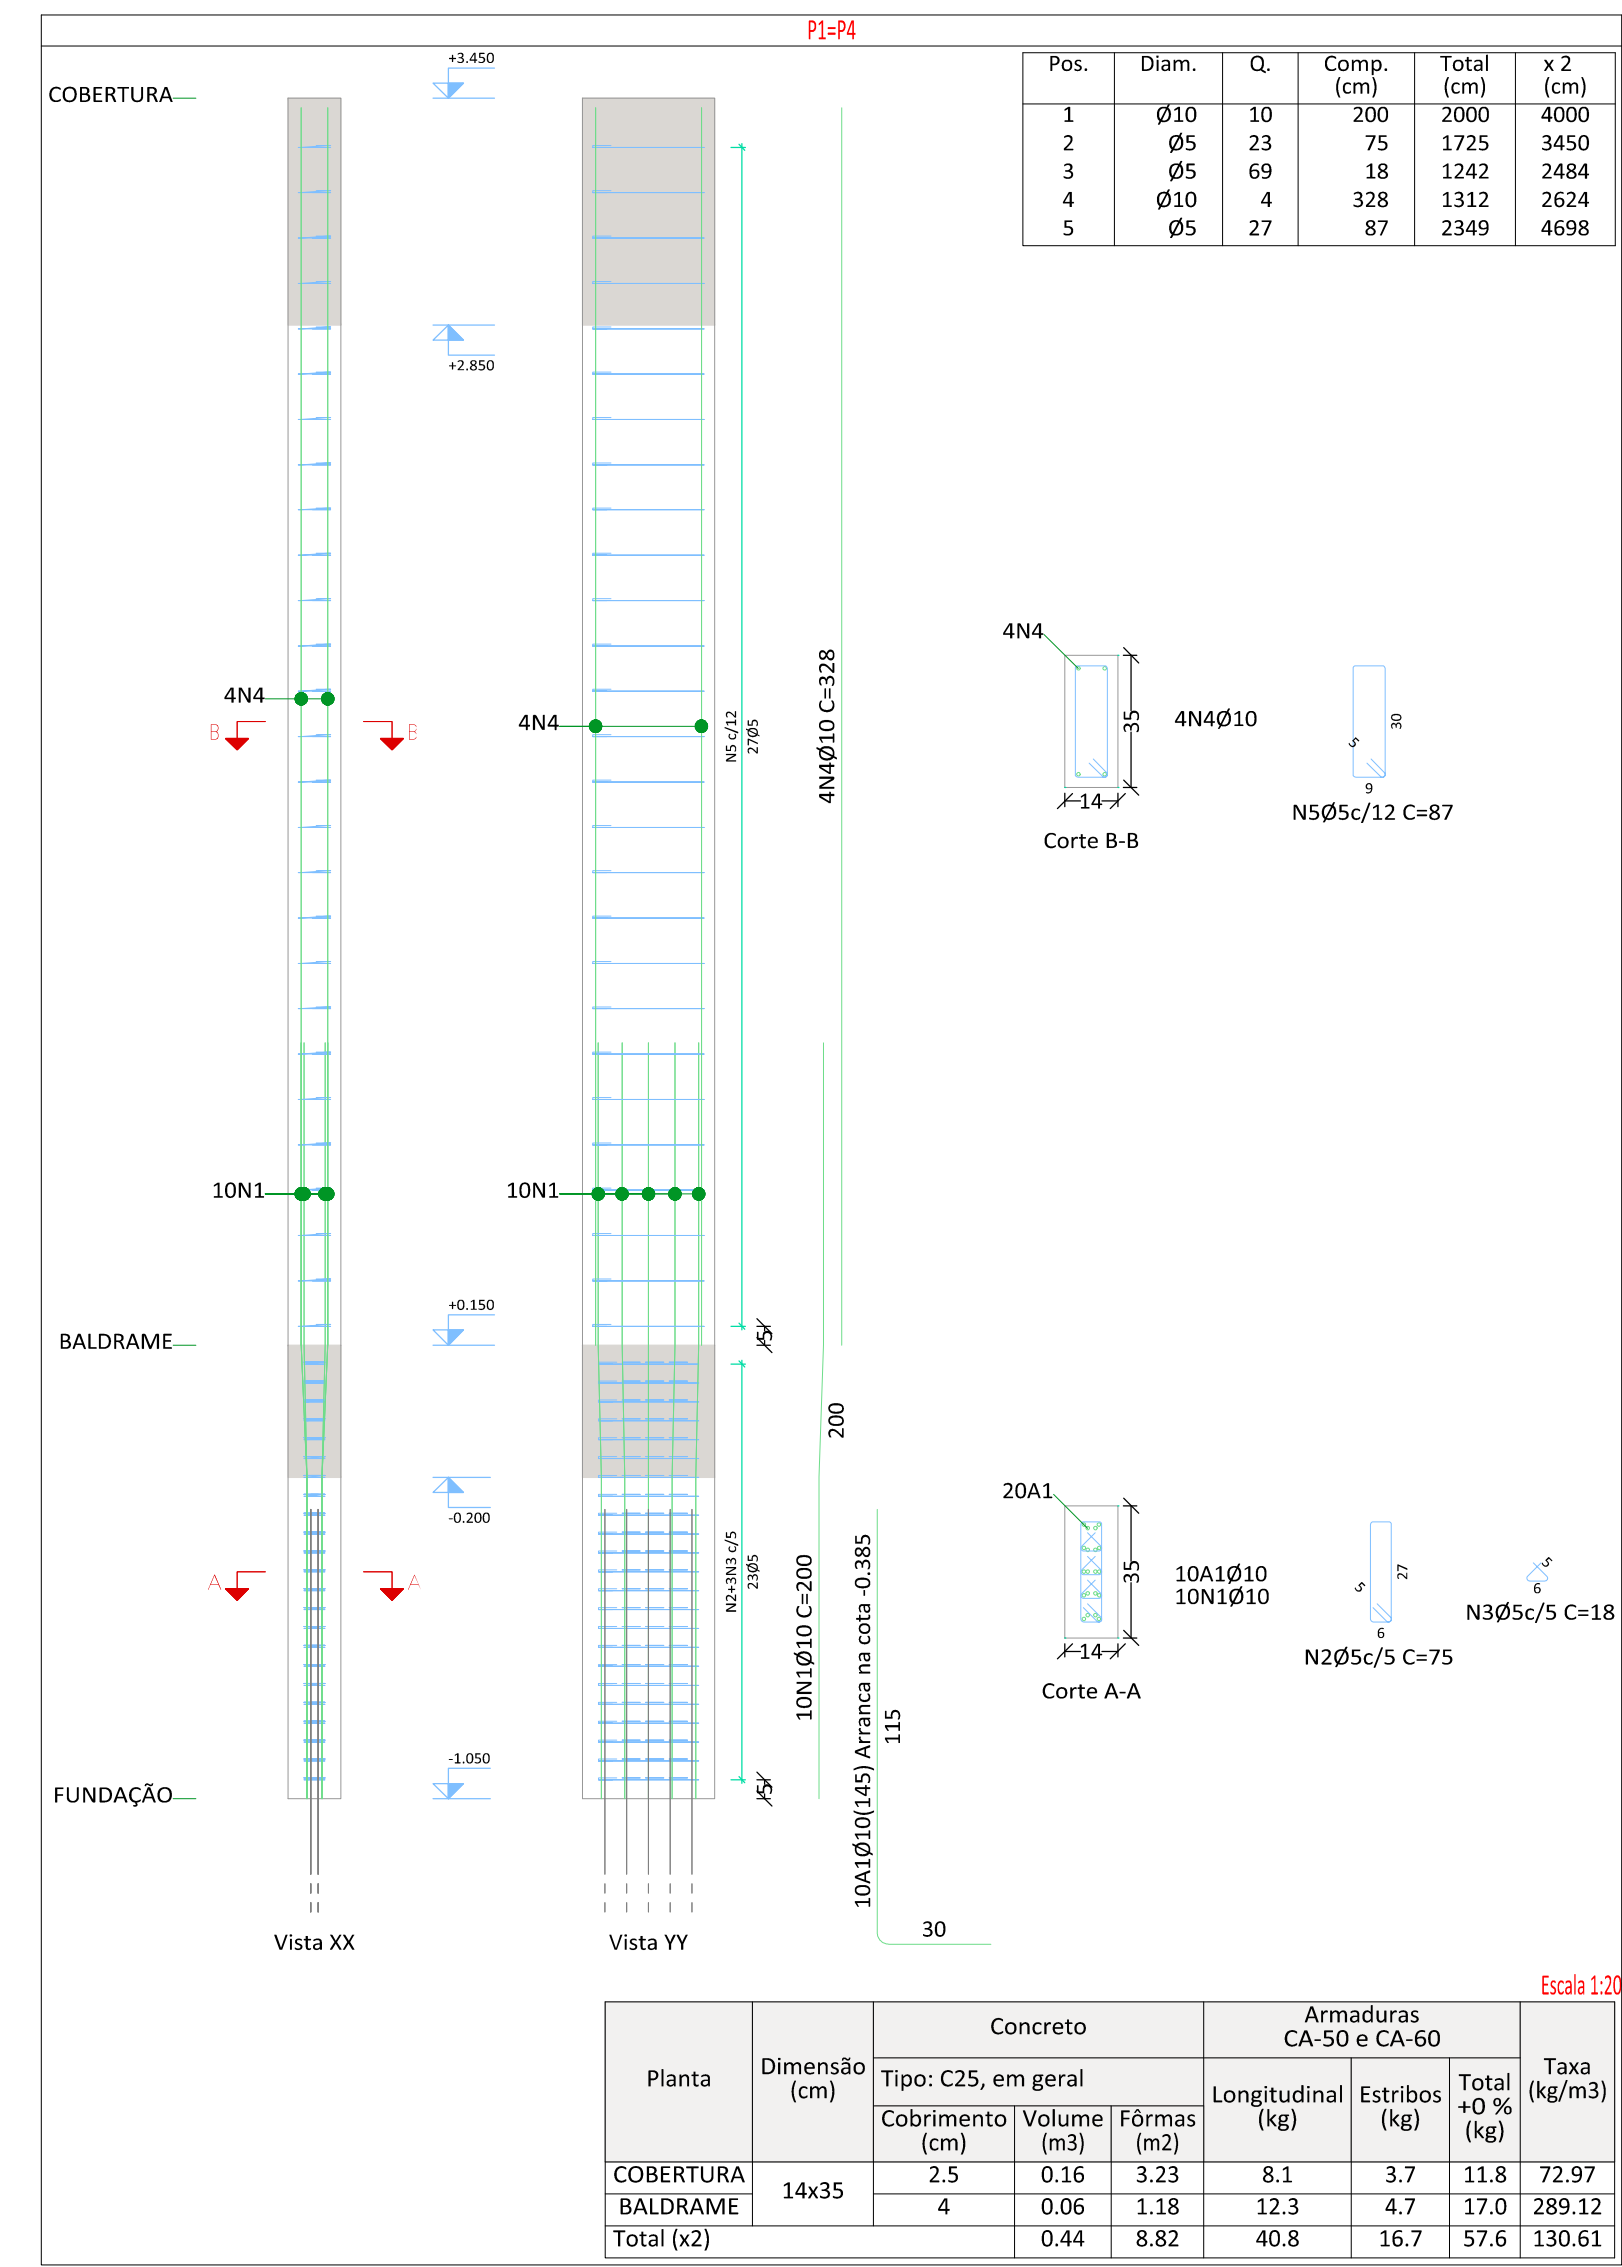 P1=P4
Pos. Diam. Q. Comp. (cm) Total (cm) x 2 (cm)
1 Ø10 10 200 2000 4000
2 Ø5 23 75 1725 3450
3 Ø5 69 18 1242 2484
4 Ø10 4 328 1312 2624
5 Ø5 27 87 2349 4698
COBERTURA
+3.450
+2.850
4N4
B
B
4N4
N5 c/12
27Ø5
4N4Ø10 C=328
4N4
35
14
4N4Ø10
Corte B-B
5
30
9
N5Ø5c/12 C=87
10N1
10N1
BALDRAME
+0.150
5
-0.200
200
A
A
N2+3N3 c/5
23Ø5
10N1Ø10 C=200
10A1Ø10(145) Arranca na cota -0.385
115
30
20A1
35
14
10A1Ø10
10N1Ø10
Corte A-A
5
27
6
N2Ø5c/5 C=75
5
6
N3Ø5c/5 C=18
FUNDAÇÃO
-1.050
5
Vista XX
Vista YY
Escala 1:20
Planta
Dimensão
(cm)
Concreto
Tipo: C25, em geral
Cobrimento
(cm)
Volume
(m3)
Fôrmas
(m2)
Armaduras
CA-50 e CA-60
Longitudinal
(kg)
Estribos
(kg)
Total
+0 %
(kg)
Taxa
(kg/m3)
COBERTURA 14x35 2.5 0.16 3.23 8.1 3.7 11.8 72.97
BALDRAME 4 0.06 1.18 12.3 4.7 17.0 289.12
Total (x2) 0.44 8.82 40.8 16.7 57.6 130.61